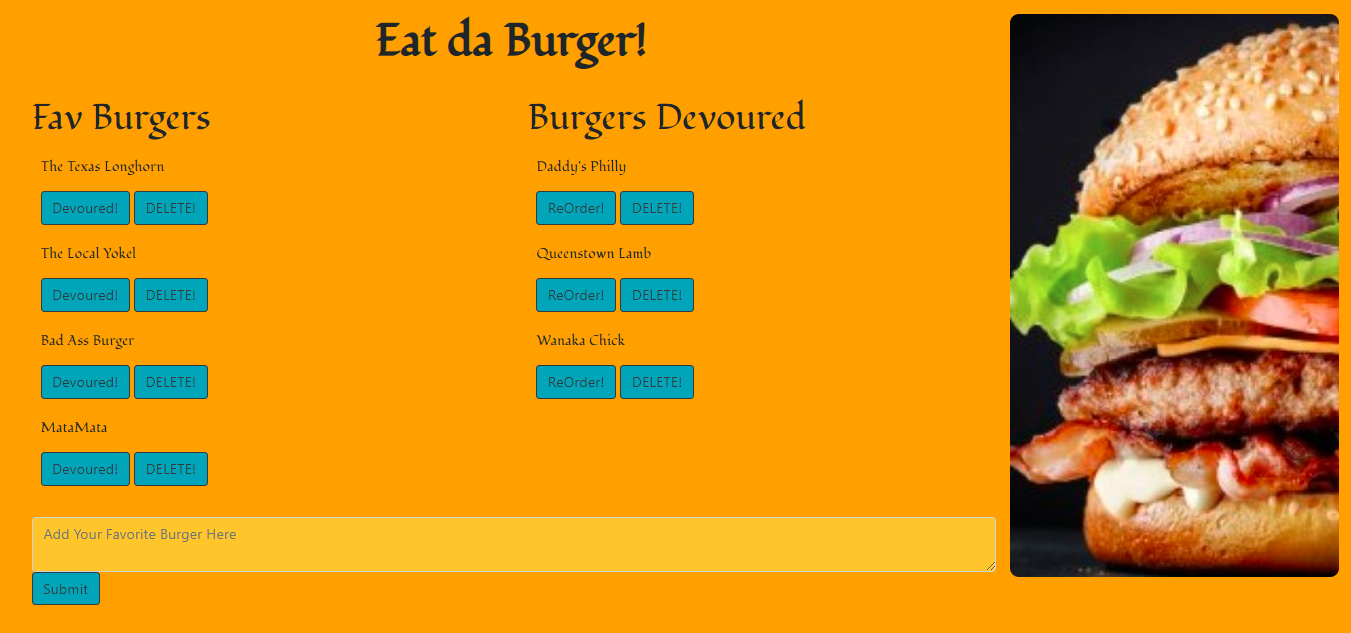 Eat da Burger!
Fav Burgers
The Texas Longhorn
Devoured! DELETE!
The Local Yokel
Devoured! DELETE!
Bad Ass Burger
Devoured! DELETE!
MataMata
Devoured! DELETE!
Burgers Devoured
Daddy's Philly
ReOrder! DELETE!
Queenstown Lamb
ReOrder! DELETE!
Wanaka Chick
ReOrder! DELETE!
Add Your Favorite Burger Here
Submit